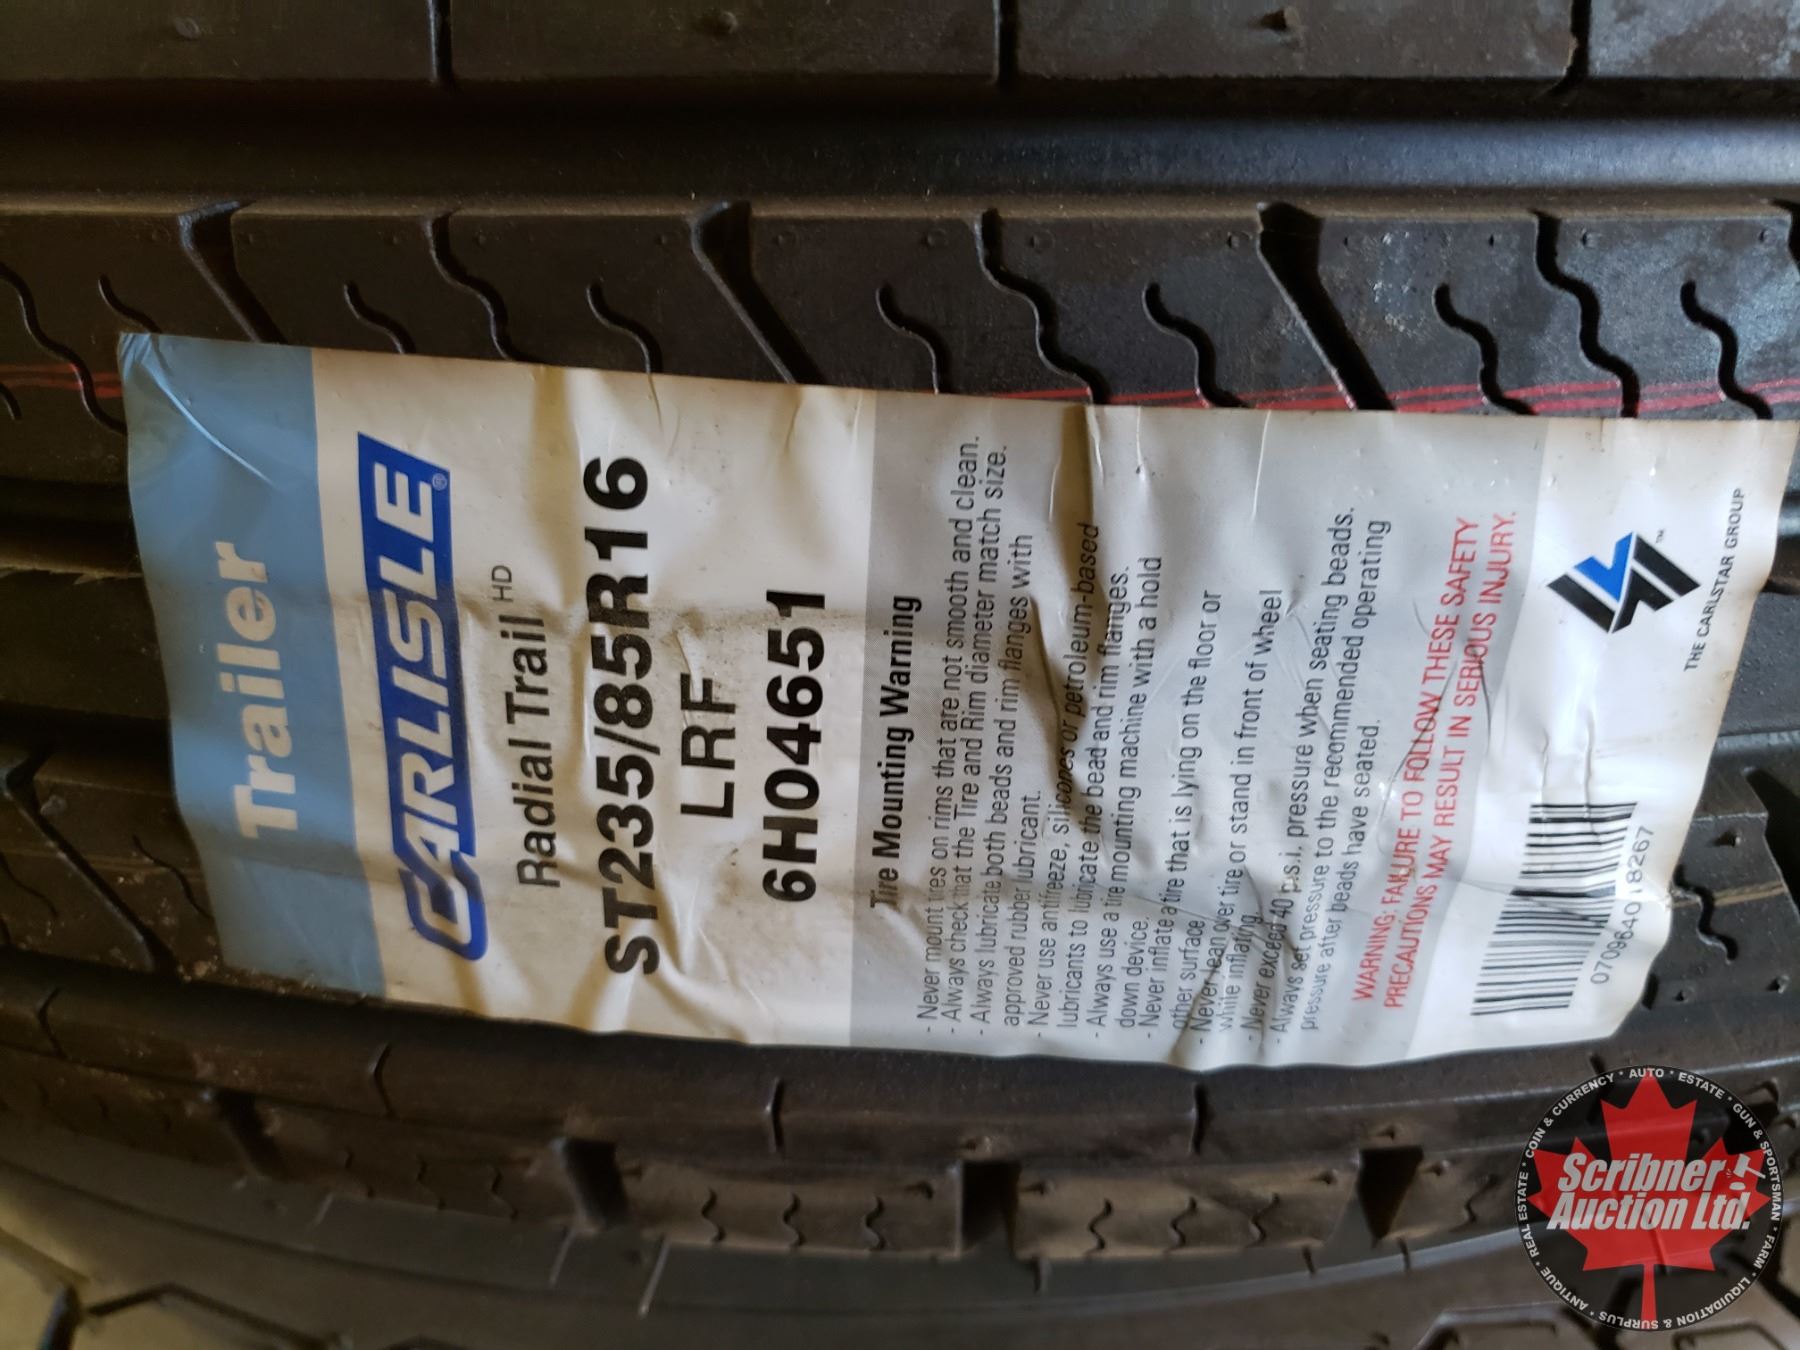 Trailer
CARLISLE®
Radial Trail HD
ST235/85R16
LRF
6H04651
Tire Mounting Warning
- Never mount tires on rims that are not smooth and clean.
- Always check that the Tire and Rim diameter match size.
- Always lubricate both beads and rim flanges with
approved rubber lubricant.
- Never use antifreeze, silicones or petroleum-based
lubricants to lubricate the bead and rim flanges.
- Always use a tire mounting machine with a hold
down device.
- Never inflate a tire that is lying on the floor or
other surface.
- Never lean over tire or stand in front of wheel
while inflating.
- Never exceed 40 p.s.i. pressure when seating beads.
- Always set pressure to the recommended operating
pressure after beads have seated.
WARNING: FAILURE TO FOLLOW THESE SAFETY
PRECAUTIONS MAY RESULT IN SERIOUS INJURY.
0709640 18267
™
THE CARLSTAR GROUP
Scribner
Auction Ltd.
ANTIQUE * REAL ESTATE * COIN & CURRENCY * AUTO * ESTATE * GUN & SPORTSMAN * FARM * LIQUIDATION & SURPLUS *